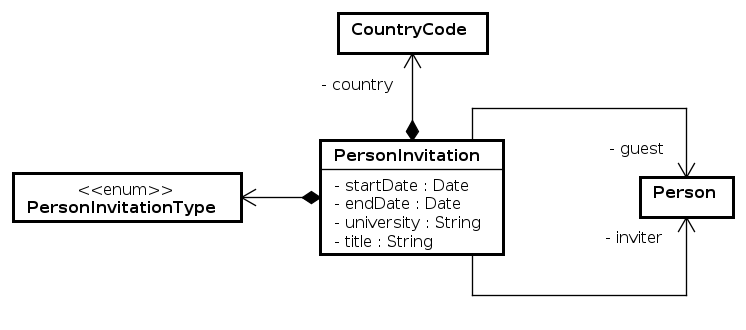 CountryCode
- country
PersonInvitation
- startDate : Date
- endDate : Date
- university : String
- title : String
<<enum>>
PersonInvitationType
- guest
Person
- inviter